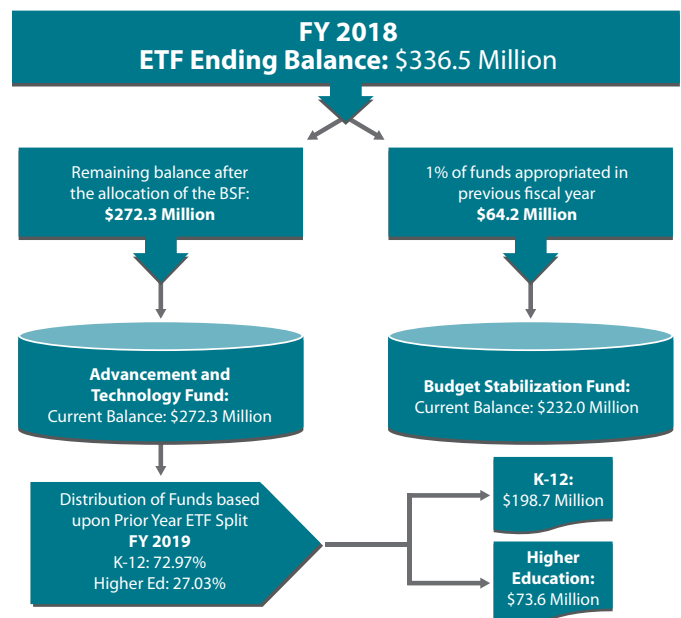 FY 2018
ETF Ending Balance: $336.5 Million
Remaining balance after
the allocation of the BSF:
$272.3 Million
1% of funds appropriated in
previous fiscal year
$64.2 Million
Advancement and
Technology Fund:
Current Balance: $272.3 Million
Budget Stabilization Fund:
Current Balance: $232.0 Million
Distribution of Funds based
upon Prior Year ETF Split
FY 2019
K-12: 72.97%
Higher Ed: 27.03%
K-12:
$198.7 Million
Higher
Education:
$73.6 Million